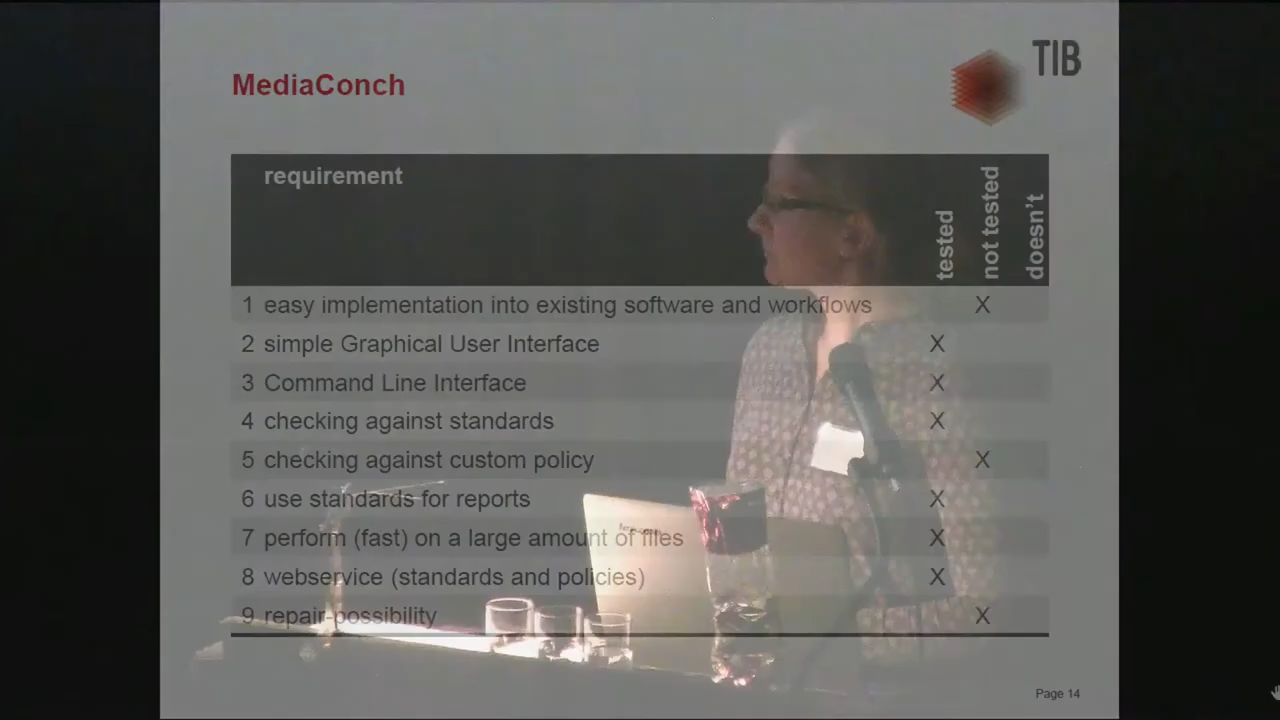 TIB
MediaConch
requirement
tested
not tested
doesn't
1 easy implementation into existing software and workflows X
2 simple Graphical User Interface X
3 Command Line Interface X
4 checking against standards X
5 checking against custom policy X
6 use standards for reports X
7 perform (fast) on a large amount of files X
8 webservice (standards and policies) X
9 repair possibility X
Page 14